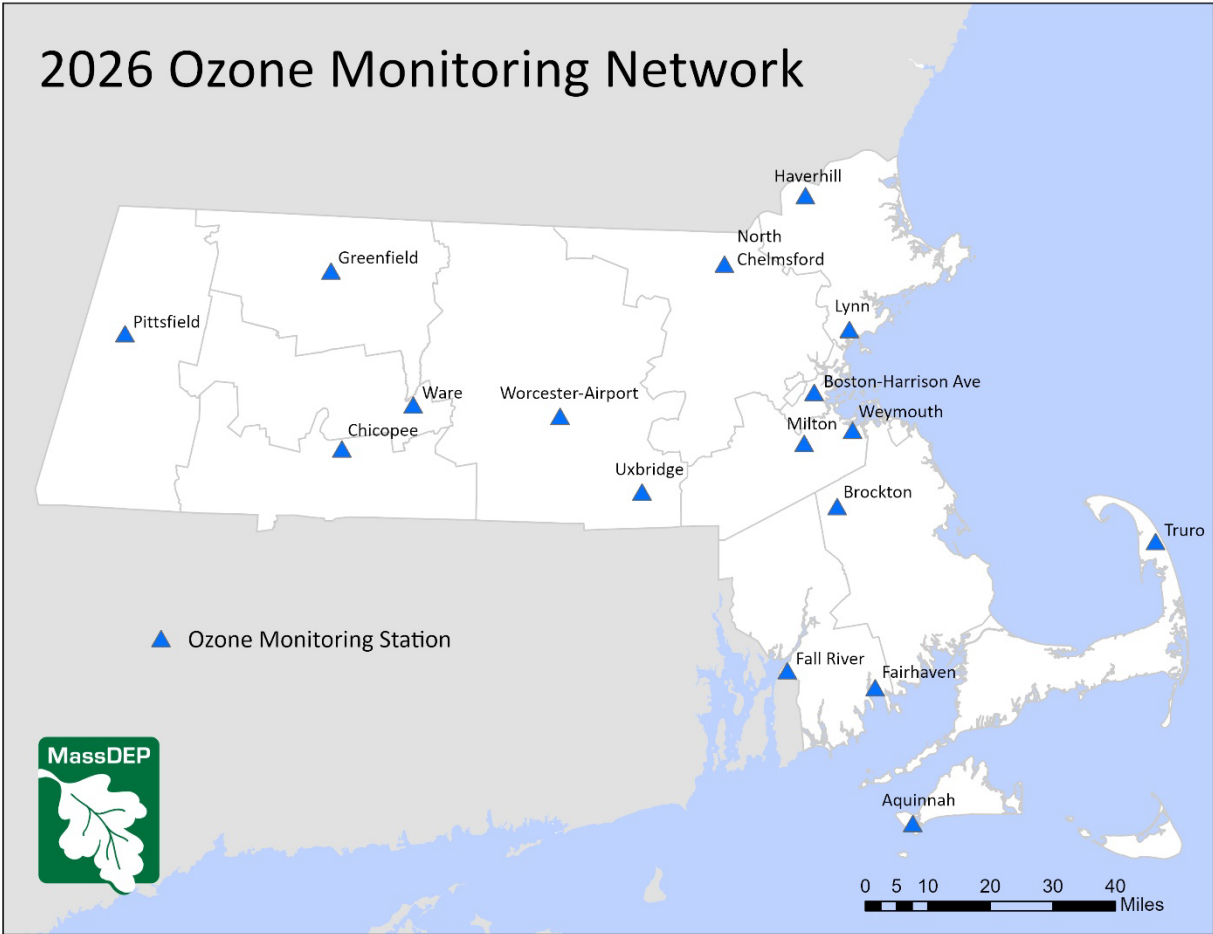 2026 Ozone Monitoring Network
Haverhill
North
Chelmsford
Greenfield
Lynn
Pittsfield
Boston-Harrison Ave
Ware
Worcester-Airport
Weymouth
Milton
Chicopee
Uxbridge
Brockton
Truro
Ozone Monitoring Station
Fall River
Fairhaven
MassDEP
Aquinnah
0 5 10 20 30 40
Miles